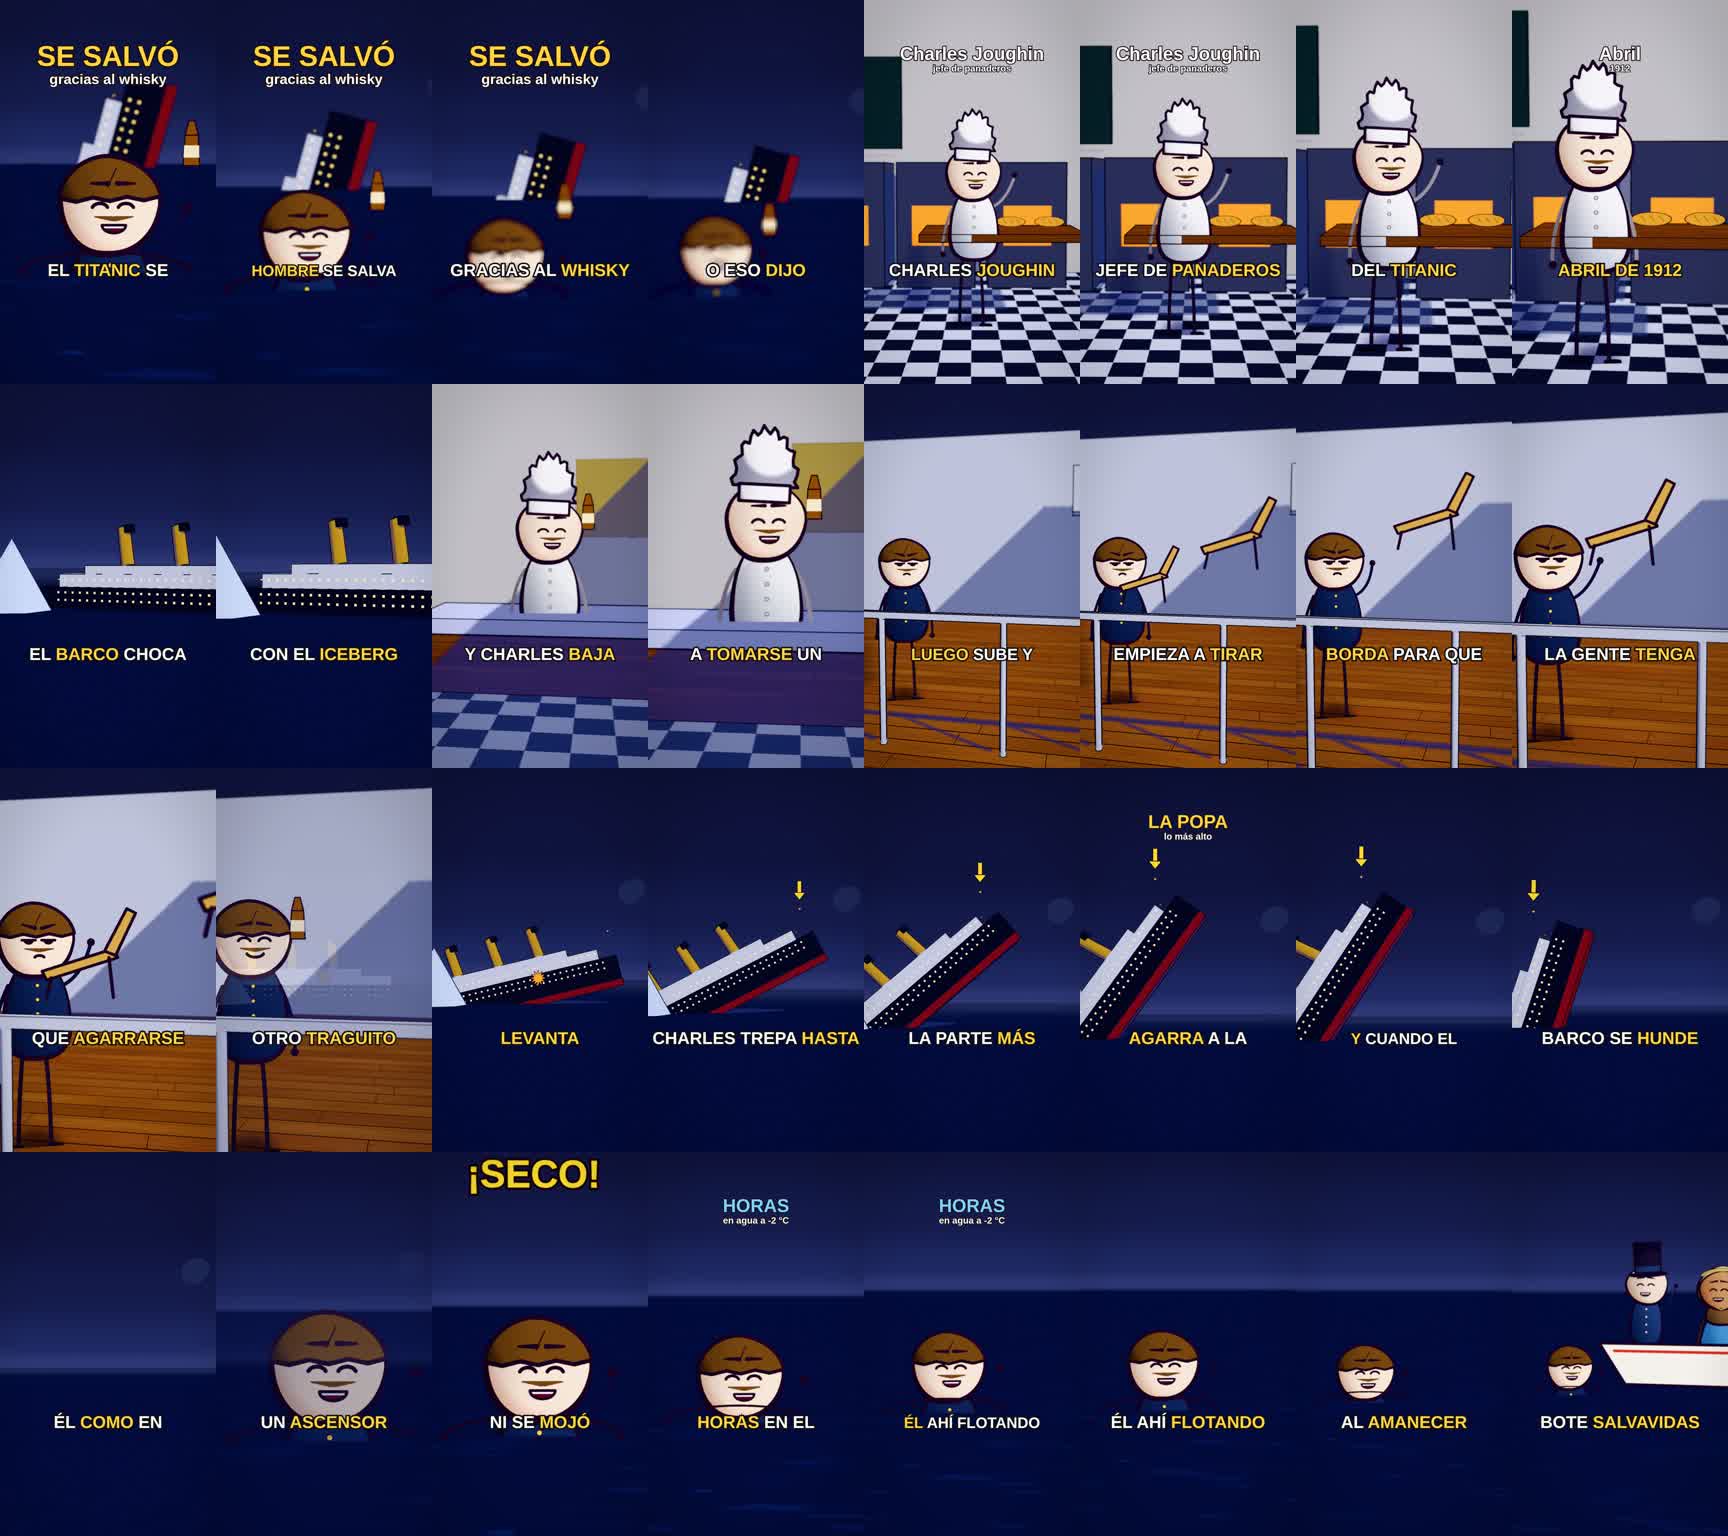 SE SALVÓ
gracias al whisky
EL TITANIC SE
SE SALVÓ
gracias al whisky
HOMBRE SE SALVA
SE SALVÓ
gracias al whisky
GRACIAS AL WHISKY
O ESO DIJO
Charles Joughin
jefe de panaderos
CHARLES JOUGHIN
Charles Joughin
jefe de panaderos
JEFE DE PANADEROS
DEL TITANIC
Abril
1912
ABRIL DE 1912
EL BARCO CHOCA
CON EL ICEBERG
Y CHARLES BAJA
A TOMARSE UN
LUEGO SUBE Y
EMPIEZA A TIRAR
BORDA PARA QUE
LA GENTE TENGA
QUE AGARRARSE
OTRO TRAGUITO
LEVANTA
CHARLES TREPA HASTA
LA PARTE MÁS
LA POPA
lo más alto
AGARRA A LA
Y CUANDO EL
BARCO SE HUNDE
ÉL COMO EN
UN ASCENSOR
¡SECO!
NI SE MOJÓ
HORAS
en agua a -2 °C
HORAS EN EL
HORAS
en agua a -2 °C
ÉL AHÍ FLOTANDO
ÉL AHÍ FLOTANDO
AL AMANECER
BOTE SALVAVIDAS